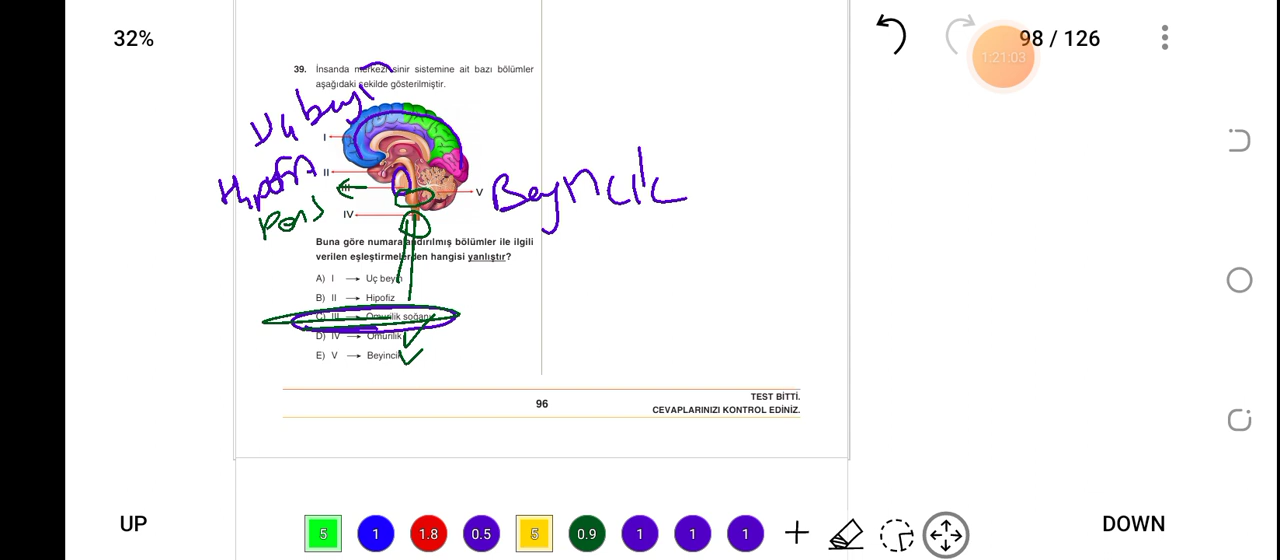 32%
98 / 126
1:21:03
39. İnsanda merkezi sinir sistemine ait bazı bölümler
aşağıdaki şekilde gösterilmiştir.
Uç beyi
I
Hipofiz
II
III
V
Beyincik
Pons
IV
Buna göre numaralandırılmış bölümler ile ilgili
verilen eşleştirmelerden hangisi yanlıştır?
A) I → Uç beyin
B) II → Hipofiz
C) III → Omurilik soğanı
D) IV → Omurilik
E) V → Beyincik
96
TEST BİTTİ.
CEVAPLARINIZI KONTROL EDİNİZ.
UP
5
1
1.8
0.5
5
0.9
1
1
1
DOWN